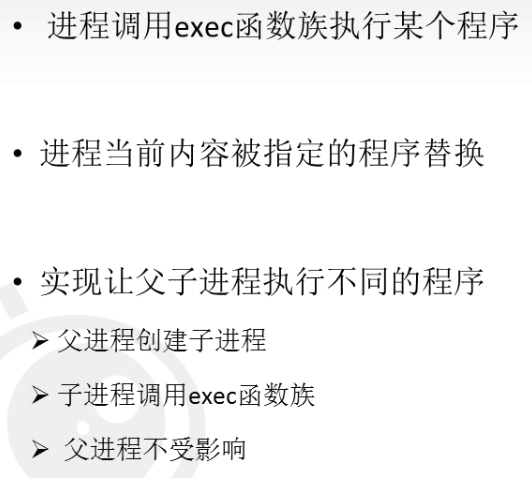 • 进程调用exec函数族执行某个程序
• 进程当前内容被指定的程序替换
• 实现让父子进程执行不同的程序
➢ 父进程创建子进程
➢ 子进程调用exec函数族
➢ 父进程不受影响